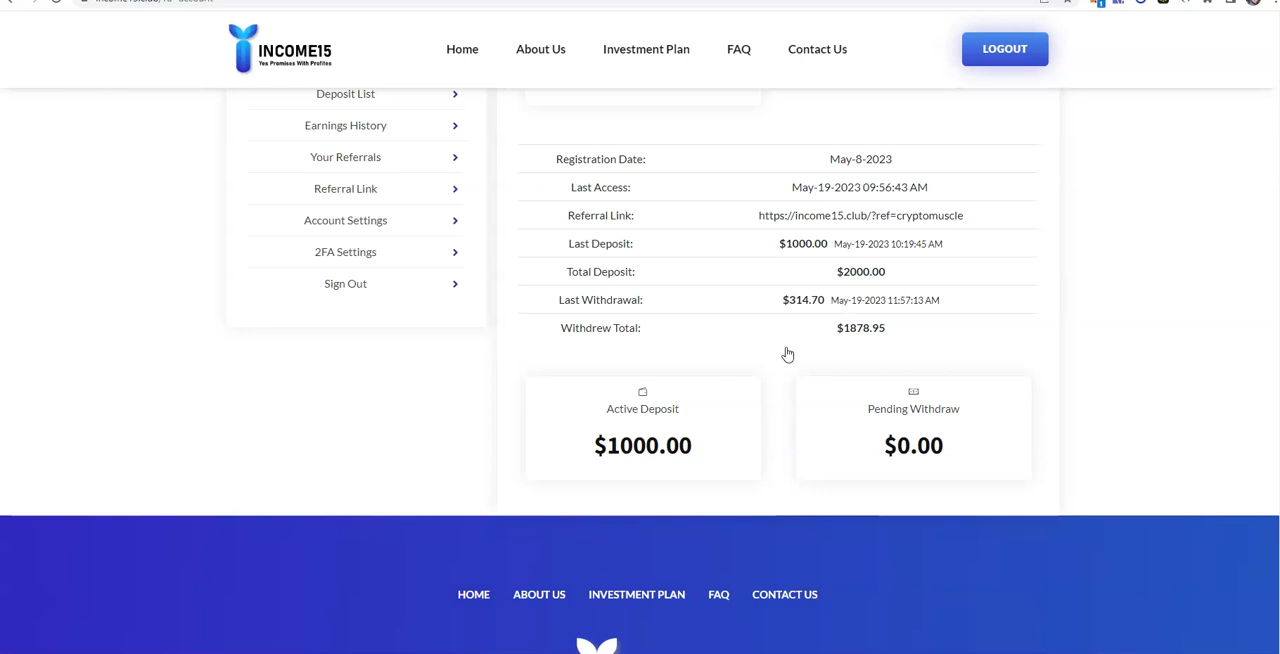 INCOME15
Yes Promises With Profites
Home
About Us
Investment Plan
FAQ
Contact Us
LOGOUT
Deposit List
Earnings History
Your Referrals
Referral Link
Account Settings
2FA Settings
Sign Out
Registration Date: May-8-2023
Last Access: May-19-2023 09:56:43 AM
Referral Link: https://income15.club/?ref=cryptomuscle
Last Deposit: $1000.00 May-19-2023 10:19:45 AM
Total Deposit: $2000.00
Last Withdrawal: $314.70 May-19-2023 11:57:13 AM
Withdrew Total: $1878.95
Active Deposit
$1000.00
Pending Withdraw
$0.00
HOME
ABOUT US
INVESTMENT PLAN
FAQ
CONTACT US